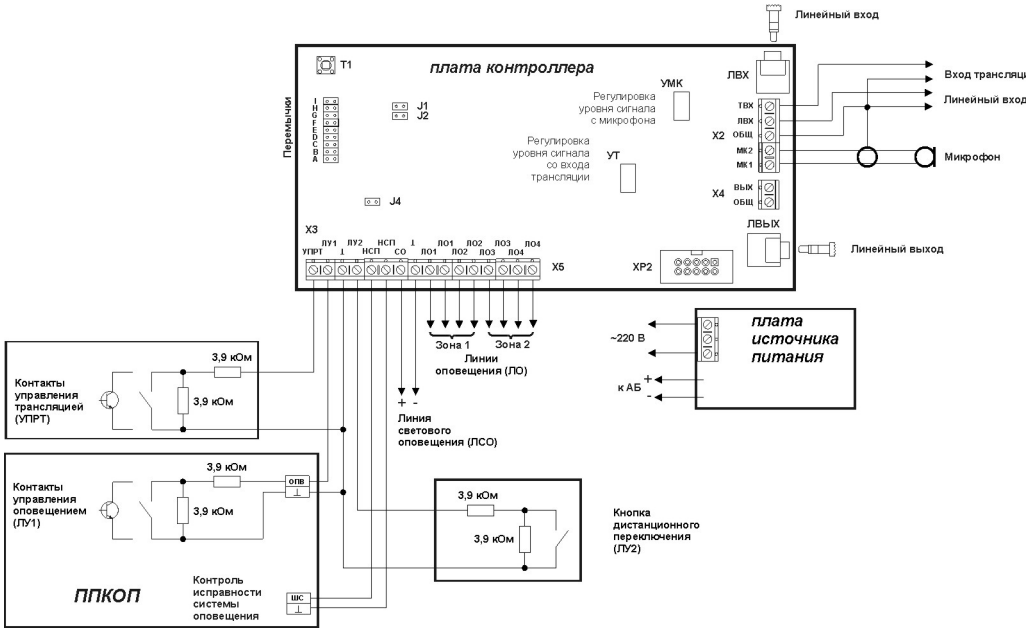 Линейный вход
T1
плата контроллера
ЛВХ
УМК
Регулировка
уровня сигнала
с микрофона
Вход трансляци
Линейный вход
Перемычки
I
H
G
F
E
D
C
B
A
J1
J2
ТВХ
ЛВХ
X2
ОБЩ
МК2
МК1
Микрофон
Регулировка
уровня сигнала
со входа
трансляции
УТ
X4
ВЫХ
ОБЩ
J4
ЛВЫХ
Линейный выход
X3
УПРТ ЛУ1 ⊥ ЛУ2 НСП НСП СО ⊥ ЛО1 ЛО1 ЛО2 ЛО2 ЛО3 ЛО3 ЛО4 ЛО4
X5
XP2
Зона 1
Зона 2
Линии
оповещения (ЛО)
~220 В
к АБ
+
-
плата
источника
питания
+ -
Линия
светового
оповещения (ЛСО)
Контакты
управления
трансляцией
(УПРТ)
3,9 кОм
3,9 кОм
Контакты
управления
оповещением
(ЛУ1)
3,9 кОм
3,9 кОм
ОПВ
⊥
ППКОП
Контроль
исправности
системы
оповещения
ШС
⊥
3,9 кОм
3,9 кОм
Кнопка
дистанционного
переключения
(ЛУ2)